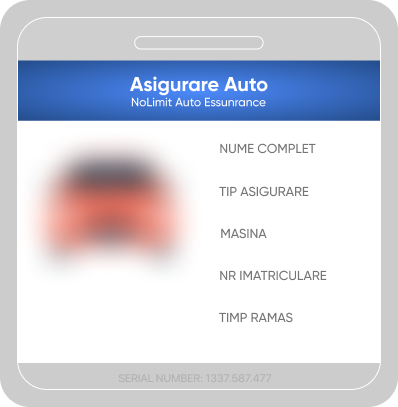 Asigurare Auto
NoLimit Auto Essunrance
NUME COMPLET
TIP ASIGURARE
MASINA
NR IMATRICULARE
TIMP RAMAS
SERIAL NUMBER: 1337.587.477